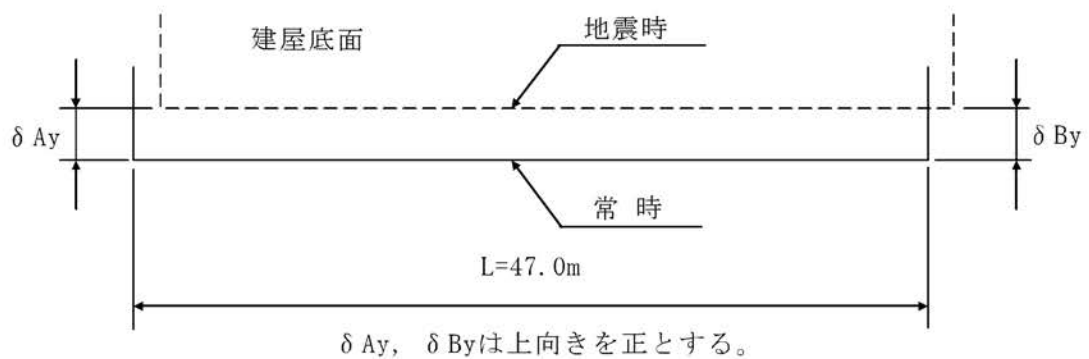 地震時
建屋底面
δ Ay
δ By
常 時
L=47.0m
δ Ay, δ Byは上向きを正とする。